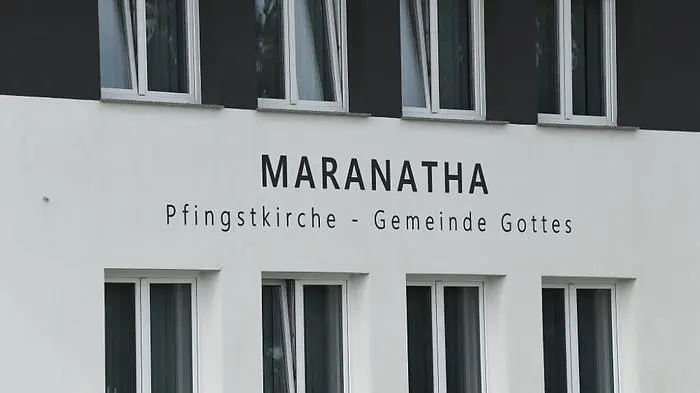 MARANATHA
Pfingstkirche - Gemeinde Gottes